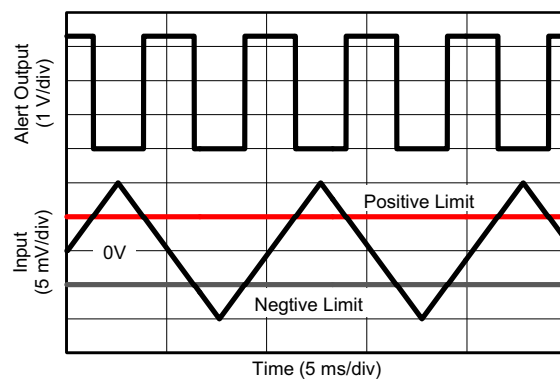 Alert Output
(1 V/div)
Positive Limit
Input
(5 mV/div)
0V
Negtive Limit
Time (5 ms/div)